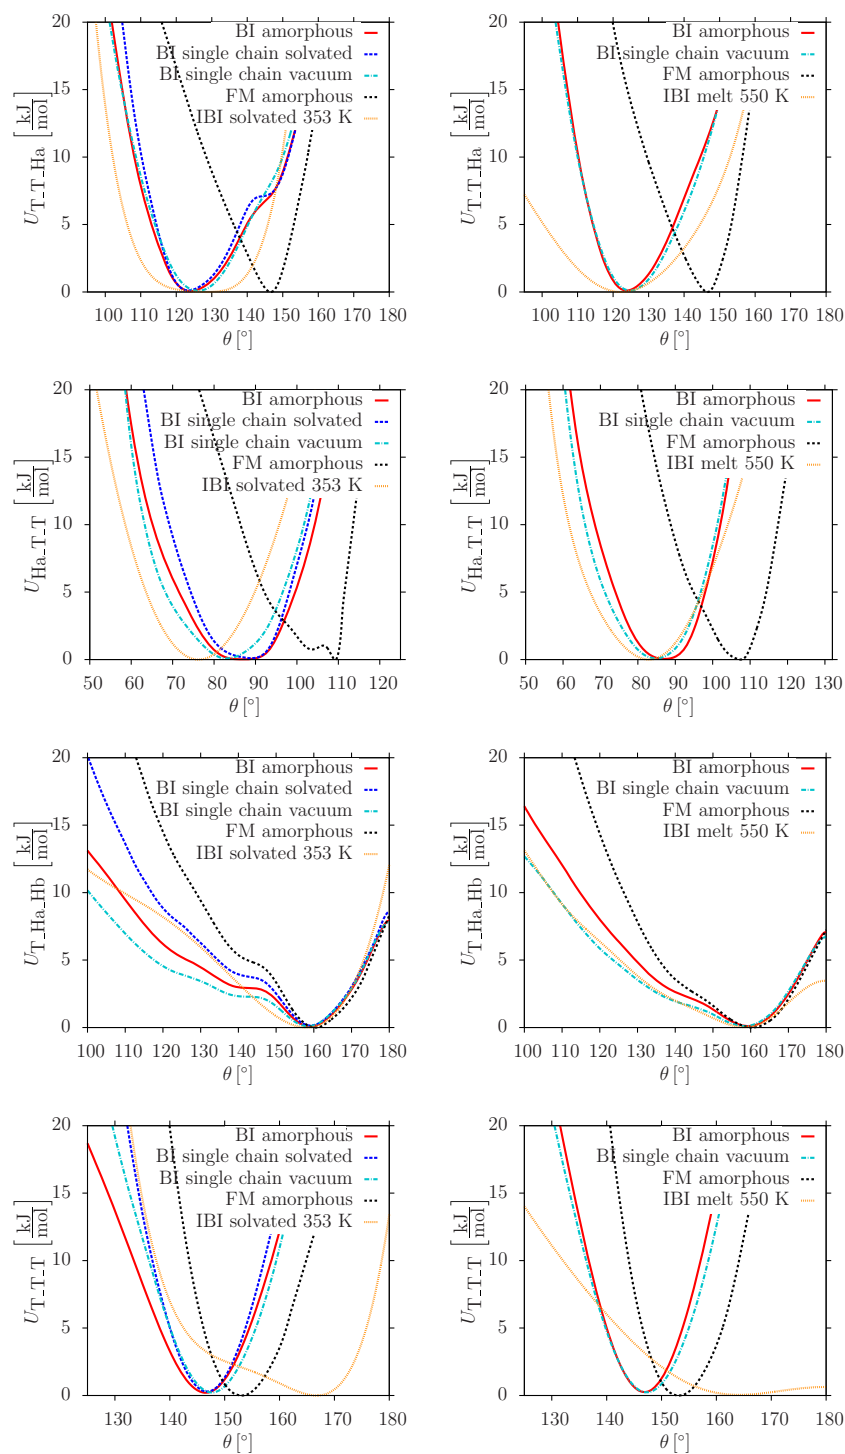 BI amorphous
BI single chain solvated
BI single chain vacuum
FM amorphous
IBI solvated 353 K
20
15
10
5
0
U_T_T_Ha [kJ/mol]
100 110 120 130 140 150 160 170 180
θ [°]
BI amorphous
BI single chain vacuum
FM amorphous
IBI melt 550 K
20
15
10
5
0
U_T_T_Ha [kJ/mol]
100 110 120 130 140 150 160 170 180
θ [°]
BI amorphous
BI single chain solvated
BI single chain vacuum
FM amorphous
IBI solvated 353 K
20
15
10
5
0
U_Ha_T_T [kJ/mol]
50 60 70 80 90 100 110 120
θ [°]
BI amorphous
BI single chain vacuum
FM amorphous
IBI melt 550 K
20
15
10
5
0
U_Ha_T_T [kJ/mol]
50 60 70 80 90 100 110 120 130
θ [°]
BI amorphous
BI single chain solvated
BI single chain vacuum
FM amorphous
IBI solvated 353 K
20
15
10
5
0
U_T_Ha_Hb [kJ/mol]
100 110 120 130 140 150 160 170 180
θ [°]
BI amorphous
BI single chain vacuum
FM amorphous
IBI melt 550 K
20
15
10
5
0
U_T_Ha_Hb [kJ/mol]
100 110 120 130 140 150 160 170 180
θ [°]
BI amorphous
BI single chain solvated
BI single chain vacuum
FM amorphous
IBI solvated 353 K
20
15
10
5
0
U_T_T_T [kJ/mol]
130 140 150 160 170 180
θ [°]
BI amorphous
BI single chain vacuum
FM amorphous
IBI melt 550 K
20
15
10
5
0
U_T_T_T [kJ/mol]
130 140 150 160 170 180
θ [°]